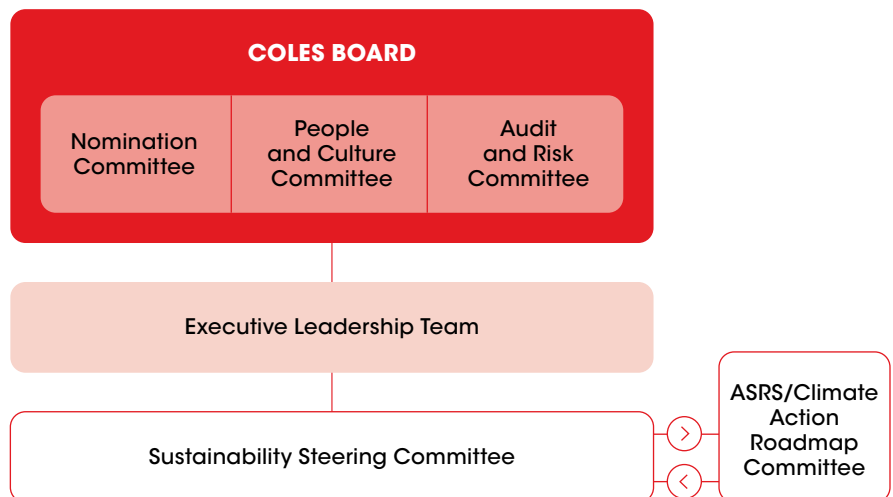 COLES BOARD
Nomination
Committee
People
and Culture
Committee
Audit
and Risk
Committee
Executive Leadership Team
Sustainability Steering Committee
ASRS/Climate
Action
Roadmap
Committee